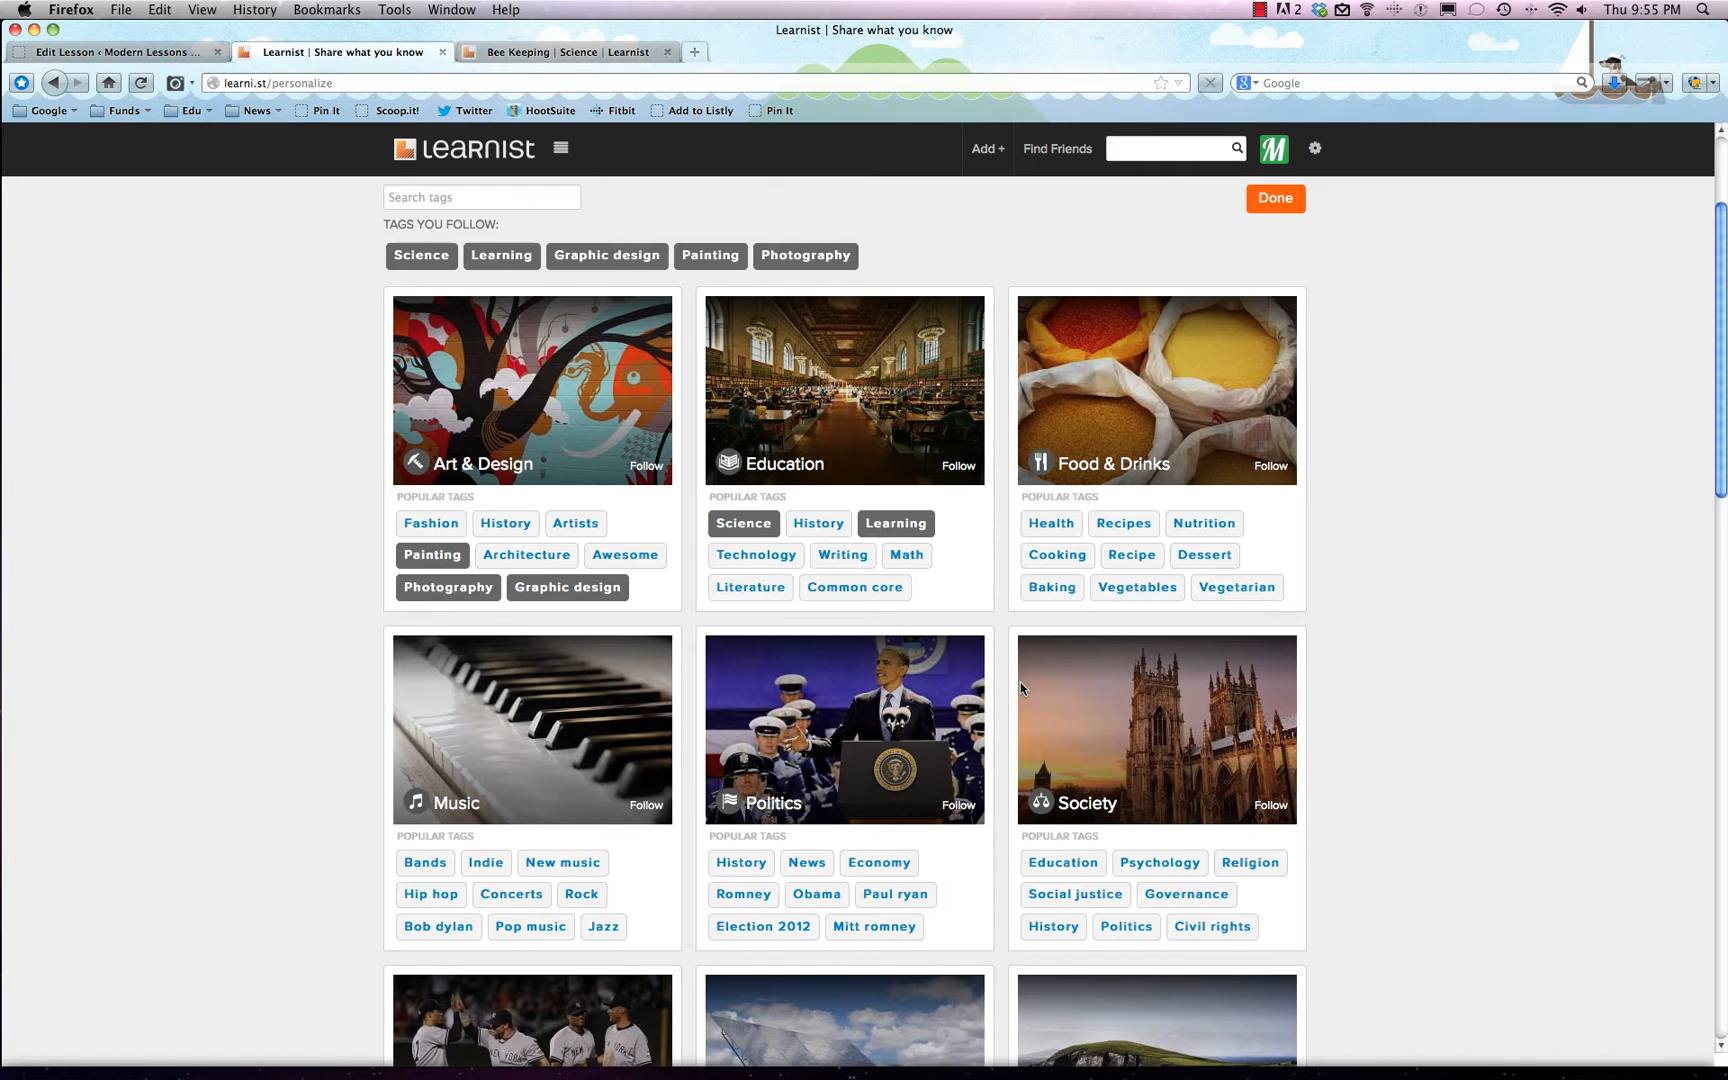 Firefox File Edit View History Bookmarks Tools Window Help 2 Thu 9:55 PM
Learnist | Share what you know
Edit Lesson ‹ Modern Lessons ... Learnist | Share what you know Bee Keeping | Science | Learnist
learni.st/personalize Google
Google Funds Edu News Pin It Scoop.it! Twitter HootSuite Fitbit Add to Listly Pin It
Learnist Add + Find Friends M
Search tags Done
TAGS YOU FOLLOW:
Science Learning Graphic design Painting Photography
Art & Design Follow
POPULAR TAGS
Fashion History Artists
Painting Architecture Awesome
Photography Graphic design
Education Follow
POPULAR TAGS
Science History Learning
Technology Writing Math
Literature Common core
Food & Drinks Follow
POPULAR TAGS
Health Recipes Nutrition
Cooking Recipe Dessert
Baking Vegetables Vegetarian
Music Follow
POPULAR TAGS
Bands Indie New music
Hip hop Concerts Rock
Bob dylan Pop music Jazz
Politics Follow
POPULAR TAGS
History News Economy
Romney Obama Paul ryan
Election 2012 Mitt romney
Society Follow
POPULAR TAGS
Education Psychology Religion
Social justice Governance
History Politics Civil rights